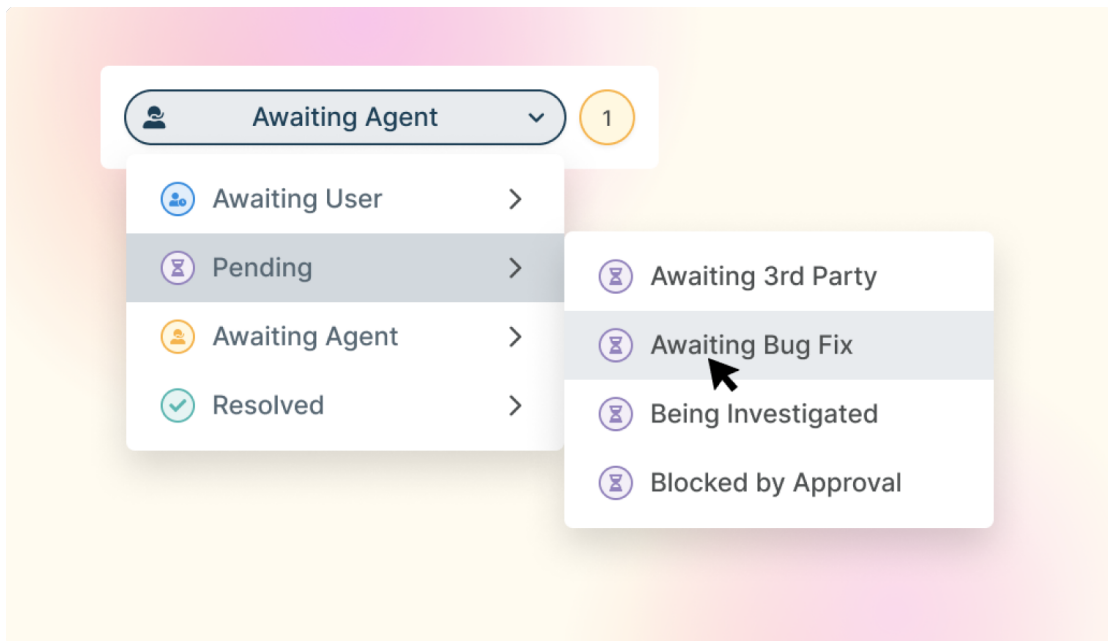 Awaiting Agent
1
Awaiting User
Pending
Awaiting Agent
Resolved
Awaiting 3rd Party
Awaiting Bug Fix
Being Investigated
Blocked by Approval